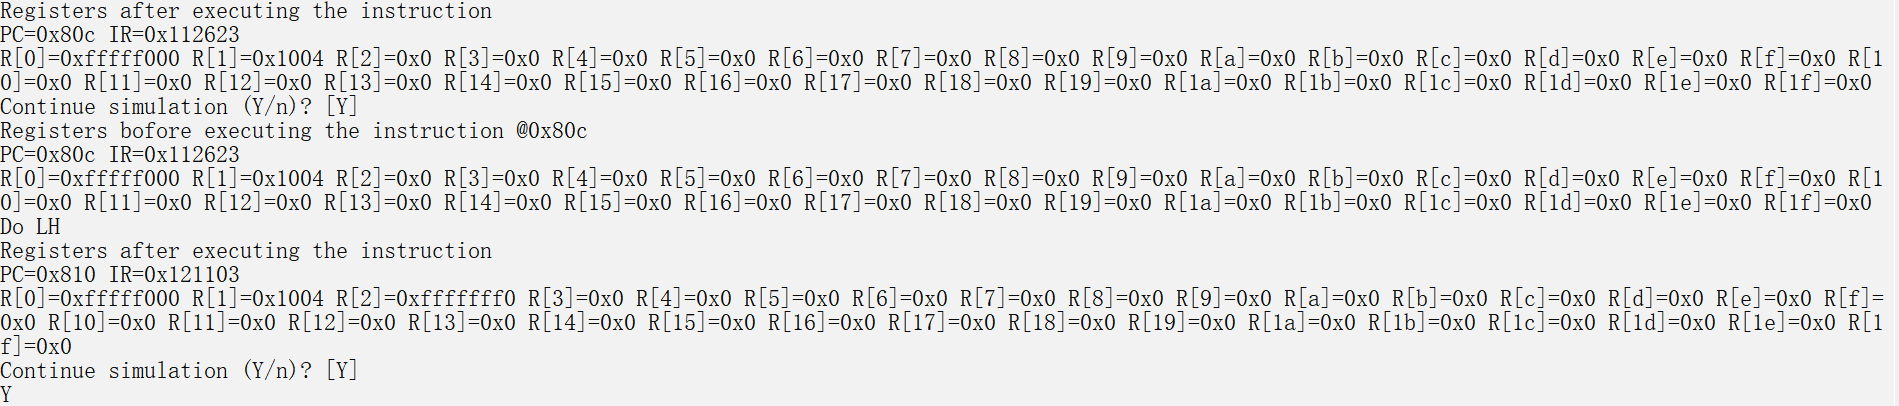 Registers after executing the instruction
PC=0x80c IR=0x112623
R[0]=0xfffff000 R[1]=0x1004 R[2]=0x0 R[3]=0x0 R[4]=0x0 R[5]=0x0 R[6]=0x0 R[7]=0x0 R[8]=0x0 R[9]=0x0 R[a]=0x0 R[b]=0x0 R[c]=0x0 R[d]=0x0 R[e]=0x0 R[f]=0x0 R[1
0]=0x0 R[11]=0x0 R[12]=0x0 R[13]=0x0 R[14]=0x0 R[15]=0x0 R[16]=0x0 R[17]=0x0 R[18]=0x0 R[19]=0x0 R[1a]=0x0 R[1b]=0x0 R[1c]=0x0 R[1d]=0x0 R[1e]=0x0 R[1f]=0x0
Continue simulation (Y/n)? [Y]
Registers bofore executing the instruction @0x80c
PC=0x80c IR=0x112623
R[0]=0xfffff000 R[1]=0x1004 R[2]=0x0 R[3]=0x0 R[4]=0x0 R[5]=0x0 R[6]=0x0 R[7]=0x0 R[8]=0x0 R[9]=0x0 R[a]=0x0 R[b]=0x0 R[c]=0x0 R[d]=0x0 R[e]=0x0 R[f]=0x0 R[1
0]=0x0 R[11]=0x0 R[12]=0x0 R[13]=0x0 R[14]=0x0 R[15]=0x0 R[16]=0x0 R[17]=0x0 R[18]=0x0 R[19]=0x0 R[1a]=0x0 R[1b]=0x0 R[1c]=0x0 R[1d]=0x0 R[1e]=0x0 R[1f]=0x0
Do LH
Registers after executing the instruction
PC=0x810 IR=0x121103
R[0]=0xfffff000 R[1]=0x1004 R[2]=0xfffffff0 R[3]=0x0 R[4]=0x0 R[5]=0x0 R[6]=0x0 R[7]=0x0 R[8]=0x0 R[9]=0x0 R[a]=0x0 R[b]=0x0 R[c]=0x0 R[d]=0x0 R[e]=0x0 R[f]=
0x0 R[10]=0x0 R[11]=0x0 R[12]=0x0 R[13]=0x0 R[14]=0x0 R[15]=0x0 R[16]=0x0 R[17]=0x0 R[18]=0x0 R[19]=0x0 R[1a]=0x0 R[1b]=0x0 R[1c]=0x0 R[1d]=0x0 R[1e]=0x0 R[1
f]=0x0
Continue simulation (Y/n)? [Y]
Y